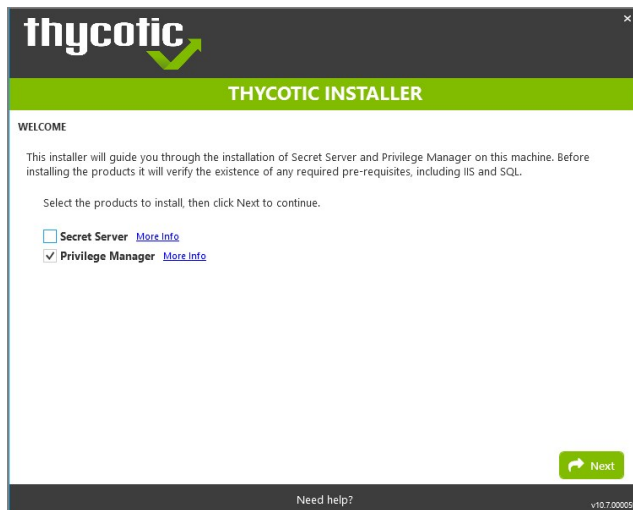 thycotic
×
THYCOTIC INSTALLER
WELCOME
This installer will guide you through the installation of Secret Server and Privilege Manager on this machine. Before
installing the products it will verify the existence of any required pre-requisites, including IIS and SQL.
Select the products to install, then click Next to continue.
Secret Server More Info
Privilege Manager More Info
Next
Need help?
v10.7.00005